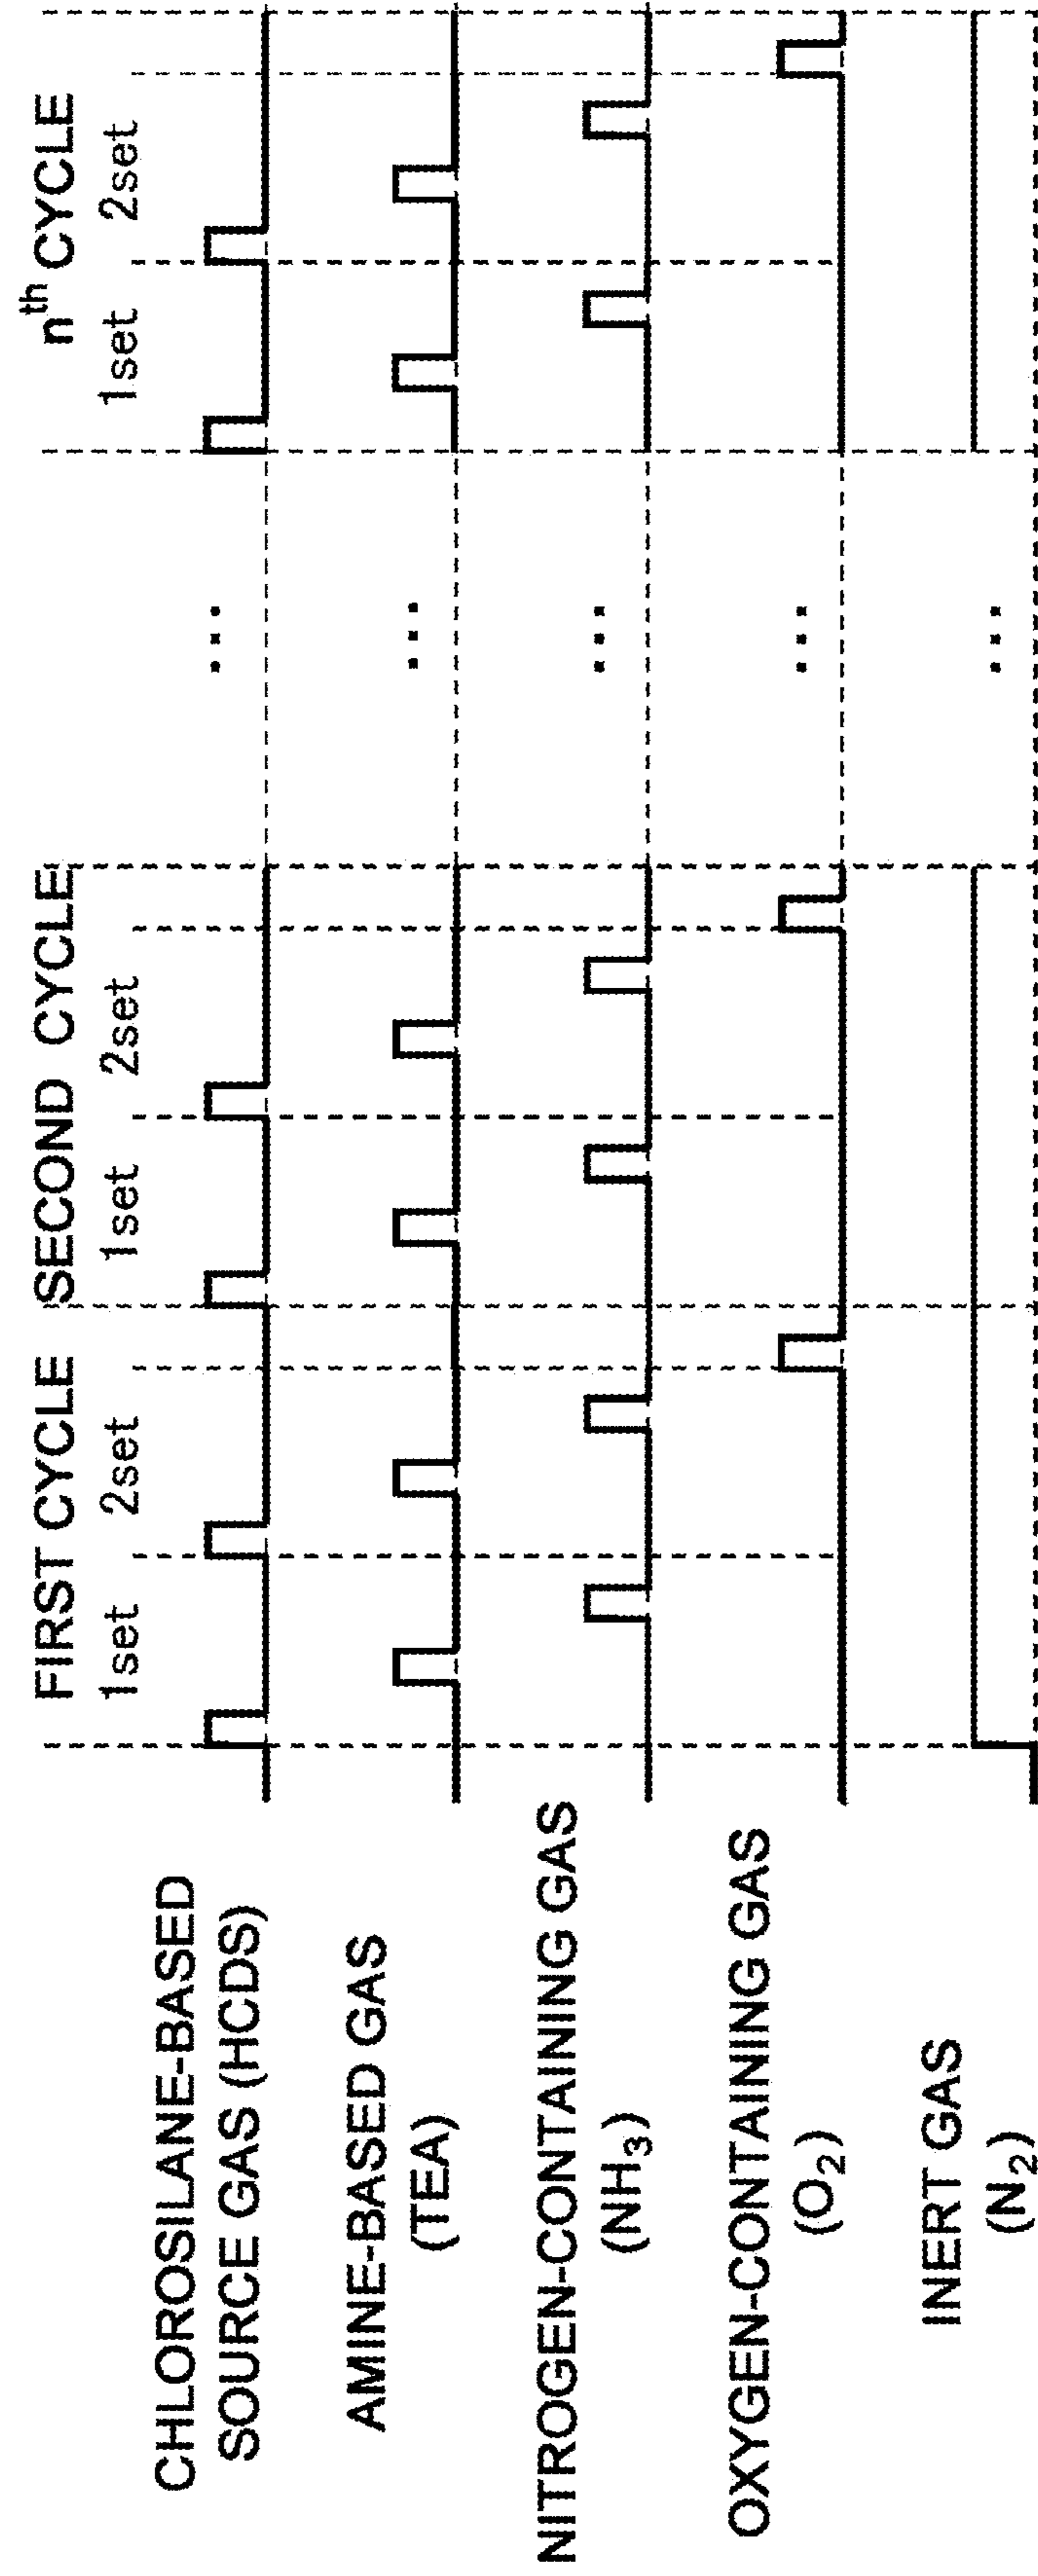 FIRST CYCLE
SECOND CYCLE
nth CYCLE
1set
2set
1set
2set
1set
2set
CHLOROSILANE-BASED
SOURCE GAS (HCDS)
...
AMINE-BASED GAS
(TEA)
...
NITROGEN-CONTAINING GAS
(NH₃)
...
OXYGEN-CONTAINING GAS
(O₂)
...
INERT GAS
(N₂)
...